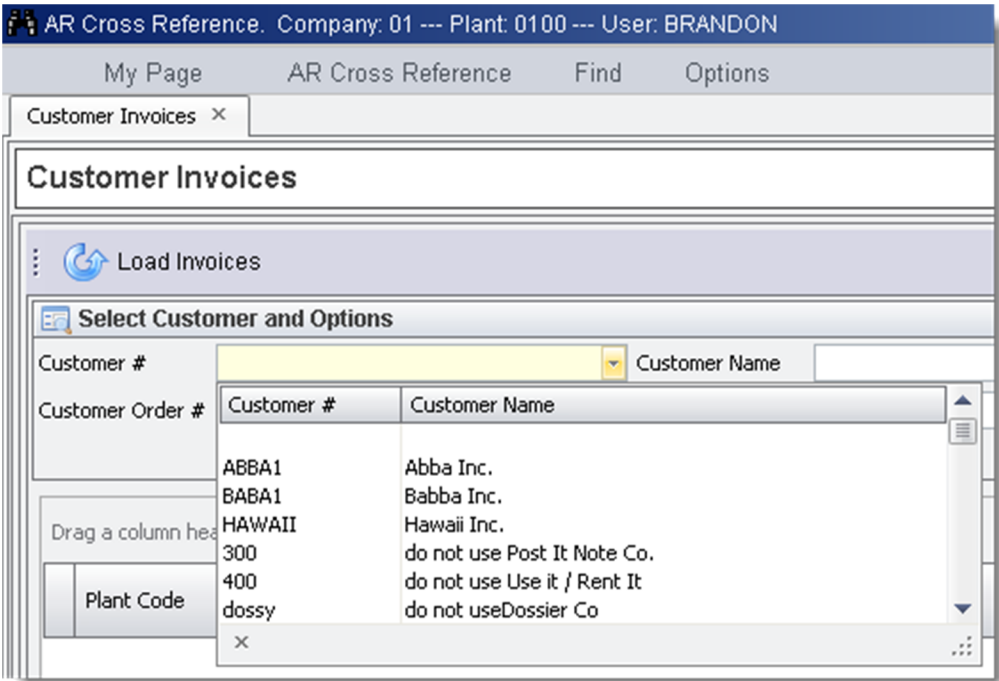 AR Cross Reference. Company: 01 --- Plant: 0100 --- User: BRANDON
My Page AR Cross Reference Find Options
Customer Invoices
Customer Invoices
Load Invoices
Select Customer and Options
Customer # Customer Name
Customer Order #
Customer # Customer Name
ABBA1 Abba Inc.
BABA1 Babba Inc.
HAWAII Hawaii Inc.
300 do not use Post It Note Co.
400 do not use Use it / Rent It
dossy do not useDossier Co
Drag a column hea
Plant Code